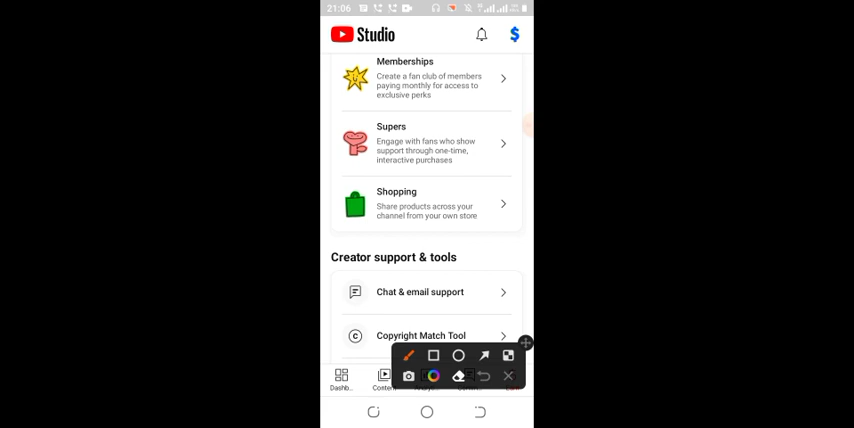 21:06
Studio
Memberships
Create a fan club of members
paying monthly for access to
exclusive perks
Supers
Engage with fans who show
support through one-time,
interactive purchases
Shopping
Share products across your
channel from your own store
Creator support & tools
Chat & email support
Copyright Match Tool
Dashb...